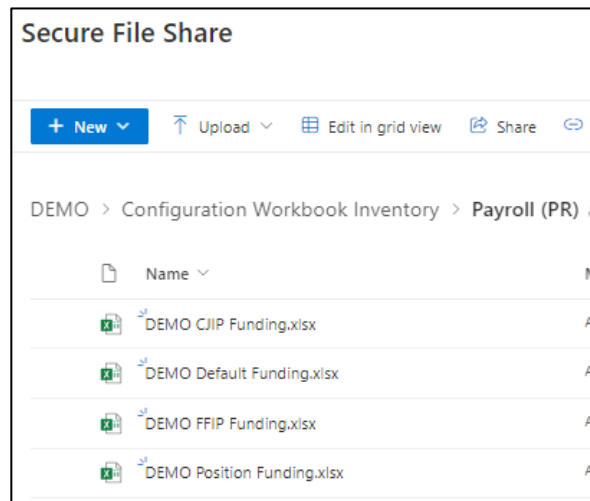 Secure File Share
+ New Upload Edit in grid view Share
DEMO > Configuration Workbook Inventory > Payroll (PR)
Name
DEMO CJIP Funding.xlsx
DEMO Default Funding.xlsx
DEMO FFIP Funding.xlsx
DEMO Position Funding.xlsx